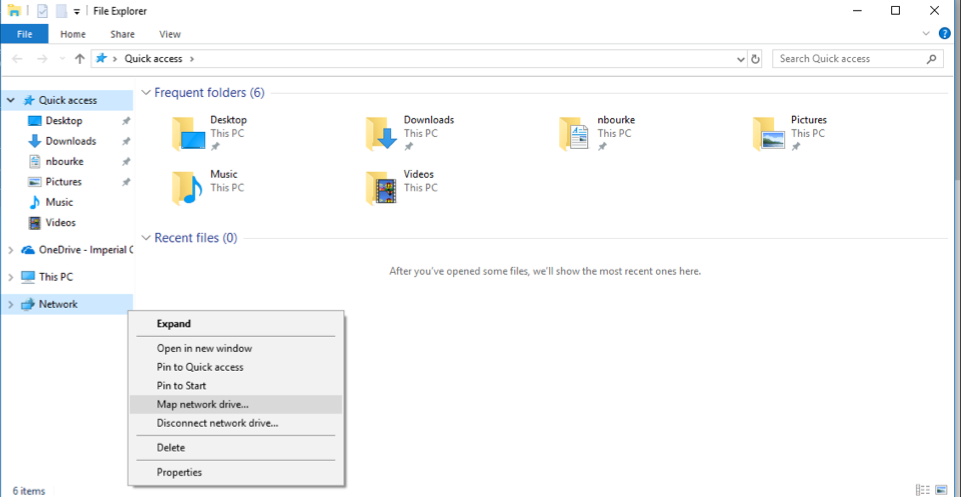 File Explorer
File Home Share View
Quick access
Search Quick access
Quick access
Desktop
Downloads
nbourke
Pictures
Music
Videos
OneDrive - Imperial C
This PC
Network
Frequent folders (6)
Desktop
This PC
Downloads
This PC
nbourke
This PC
Pictures
This PC
Music
This PC
Videos
This PC
Recent files (0)
After you've opened some files, we'll show the most recent ones here.
Expand
Open in new window
Pin to Quick access
Pin to Start
Map network drive...
Disconnect network drive...
Delete
Properties
6 items